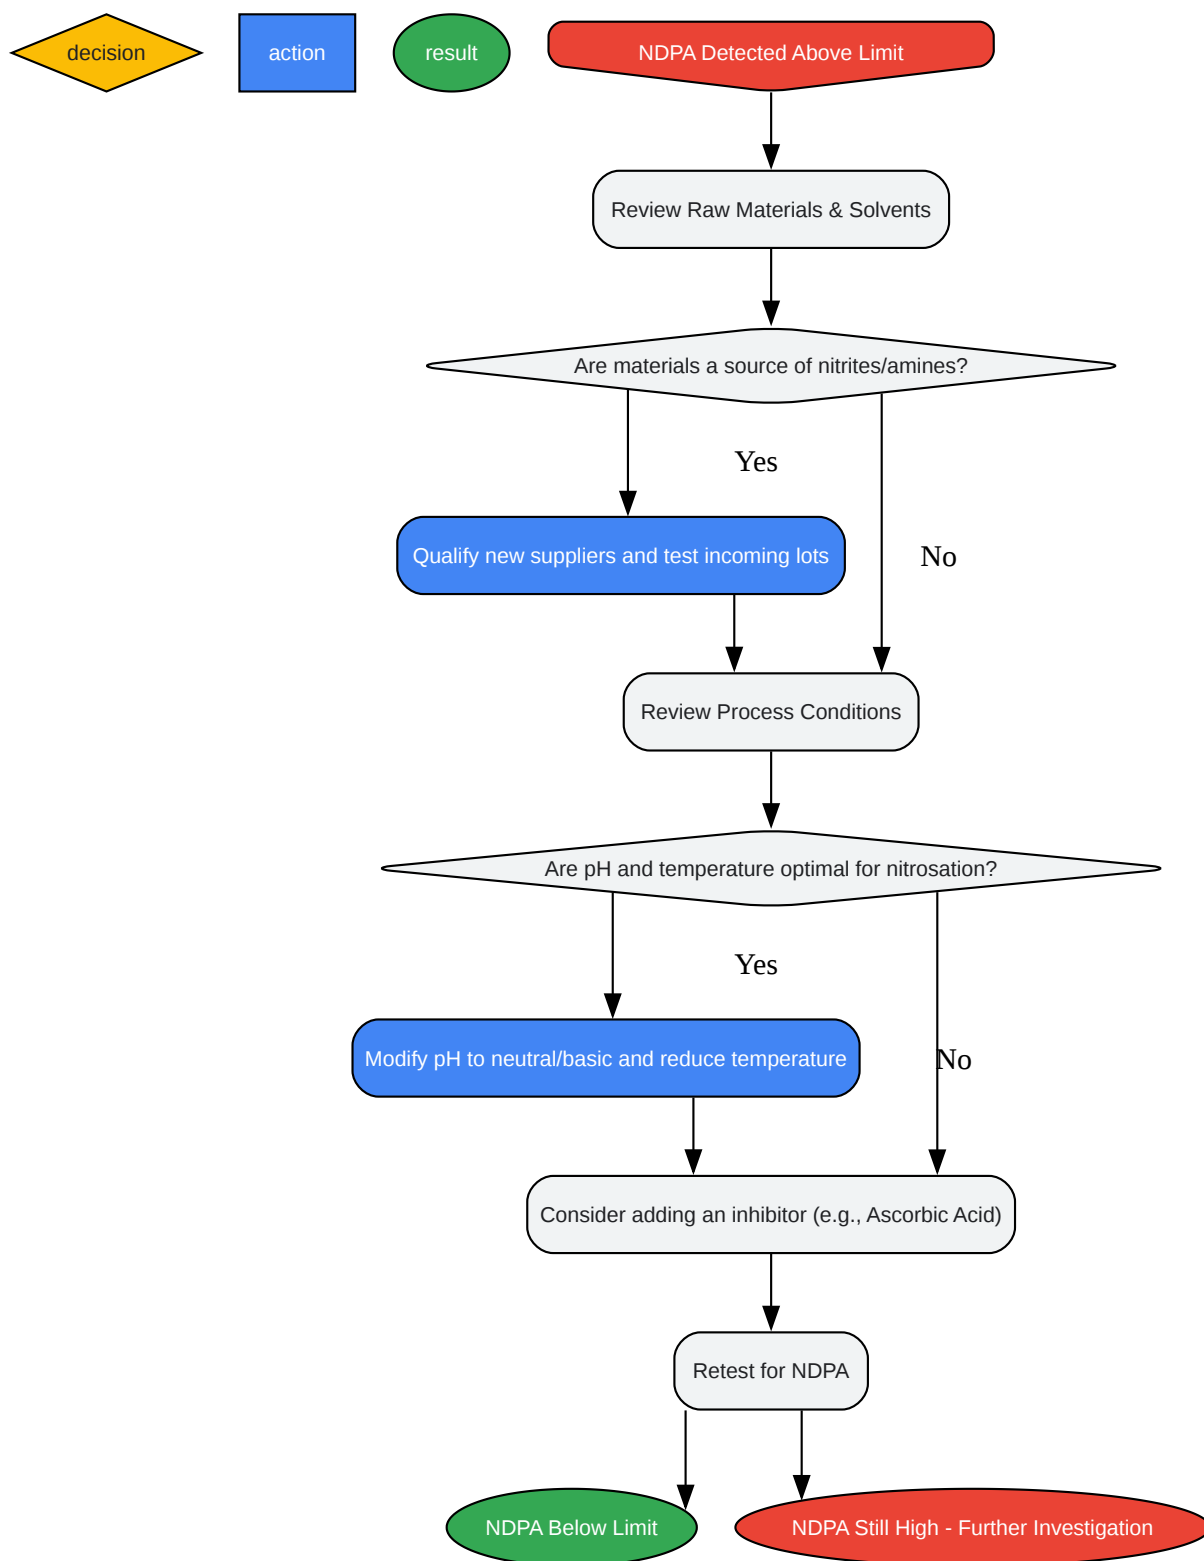 decision
action
result
NDPA Detected Above Limit
Review Raw Materials & Solvents
Are materials a source of nitrites/amines?
Yes
Qualify new suppliers and test incoming lots
No
Review Process Conditions
Are pH and temperature optimal for nitrosation?
Yes
Modify pH to neutral/basic and reduce temperature
No
Consider adding an inhibitor (e.g., Ascorbic Acid)
Retest for NDPA
NDPA Below Limit
NDPA Still High - Further Investigation